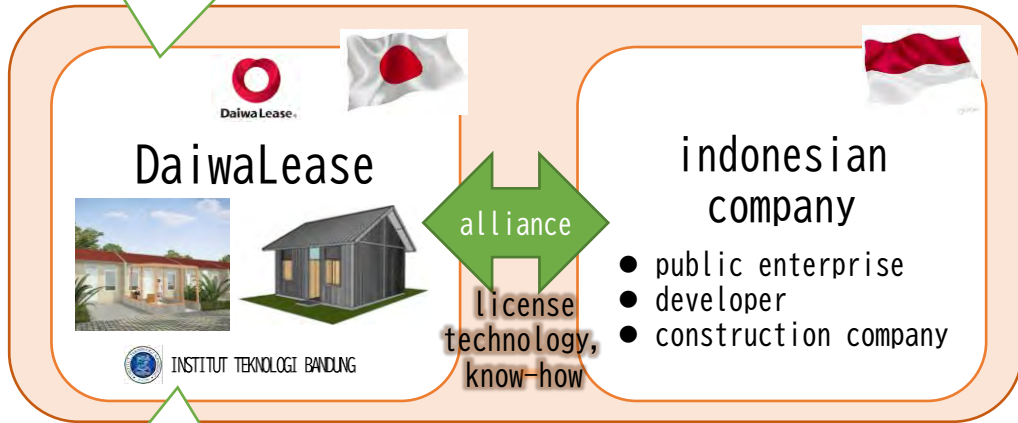 DaiwaLease®
DaiwaLease
INSTITUT TEKNOLOGI BANDUNG
alliance
license
technology,
know-how
indonesian
company
● public enterprise
● developer
● construction company